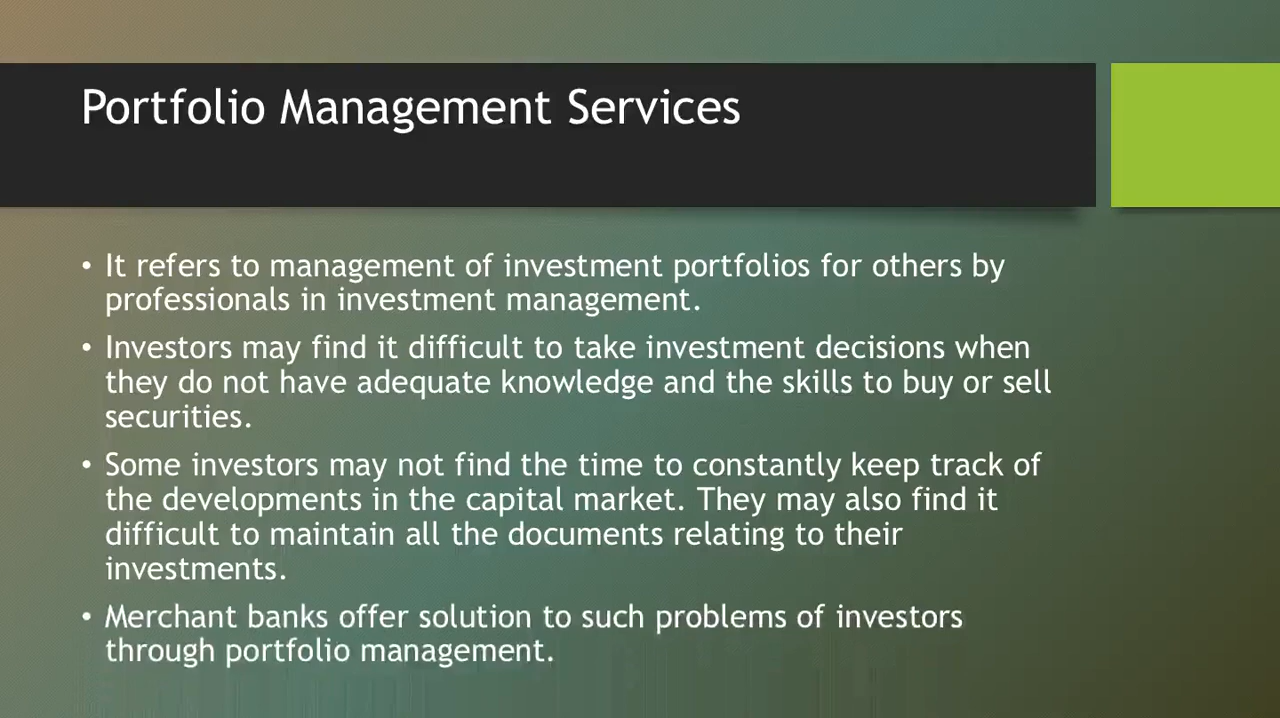 Portfolio Management Services
• It refers to management of investment portfolios for others by
professionals in investment management.
• Investors may find it difficult to take investment decisions when
they do not have adequate knowledge and the skills to buy or sell
securities.
• Some investors may not find the time to constantly keep track of
the developments in the capital market. They may also find it
difficult to maintain all the documents relating to their
investments.
• Merchant banks offer solution to such problems of investors
through portfolio management.